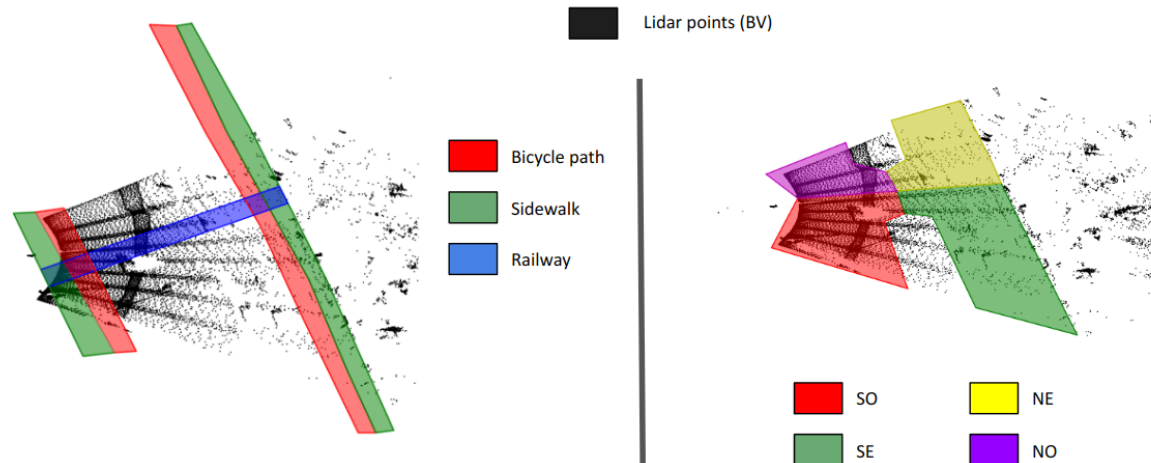 Lidar points (BV)
Bicycle path
Sidewalk
Railway
SO
NE
SE
NO